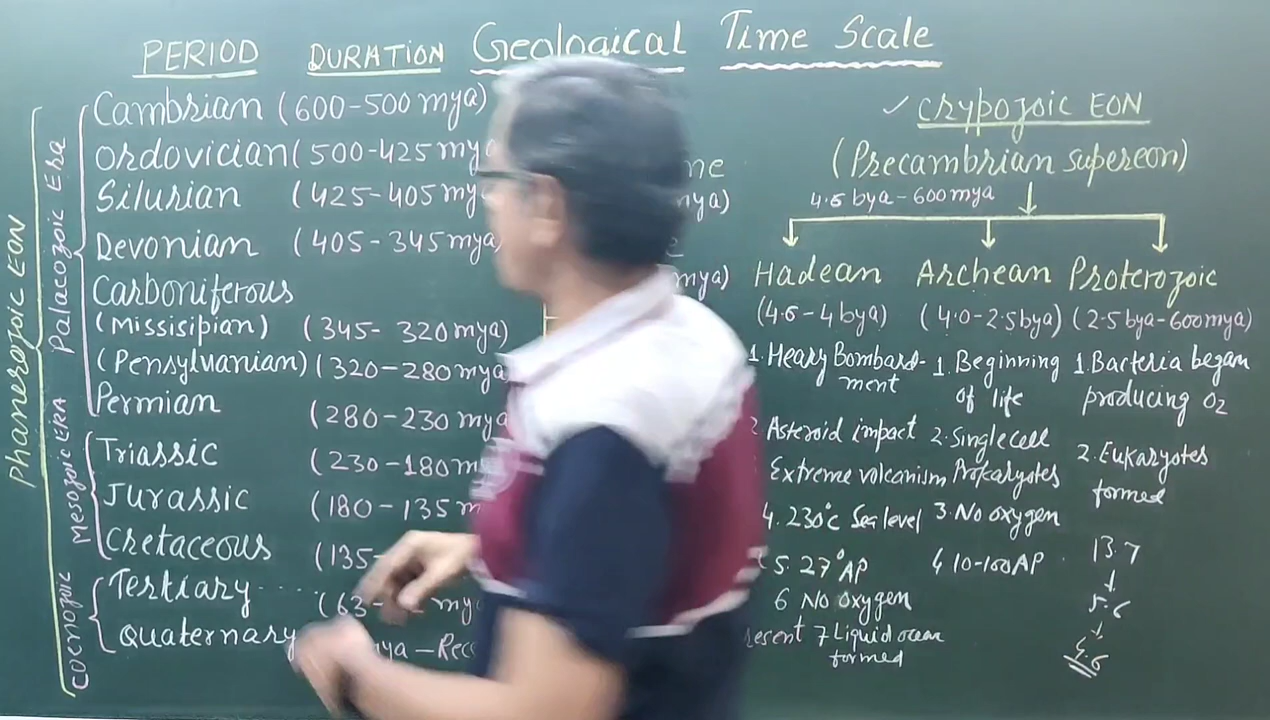 PERIOD DURATION Geological Time Scale
Phanerozoic EON
Palaeozoic Era
Cambrian (600-500 mya)
Ordovician (500-425 my
Silurian (425-405 my
Devonian (405-345 mya)
Carboniferous
(Missisipian) (345-320 mya)
(Pensylvanian) (320-280 mya
Permian (280-230 mya
MESOZOIC ERA
Triassic (230-180 m
Jurassic (180-135 m
Cretaceous (135-
Coenozoic
Tertiary..... (63- my
Quaternary ya - Rec
ne
ya)
mya)
esent
✓ CRYPOZOIC EON
(Precambrian supereon)
4.6 bya-600 mya
Hadean Archean Proterozoic
(4.6-4 bya) (4.0-2.5 bya) (2.5 bya-600 mya)
1. Heavy Bombard-
ment
2 Asteroid impact
Extreme volcanism
4. 230°c Sea level
5. 27 AP
6 No oxygen
7 Liquid ocean
formed
1. Beginning
of life
2. Single cell
Prokaryotes
3. No oxygen
4 10-100 AP
1. Bacteria began
producing O2
2. Eukaryotes
formed
13.7
↓
5.6
↓
4.6